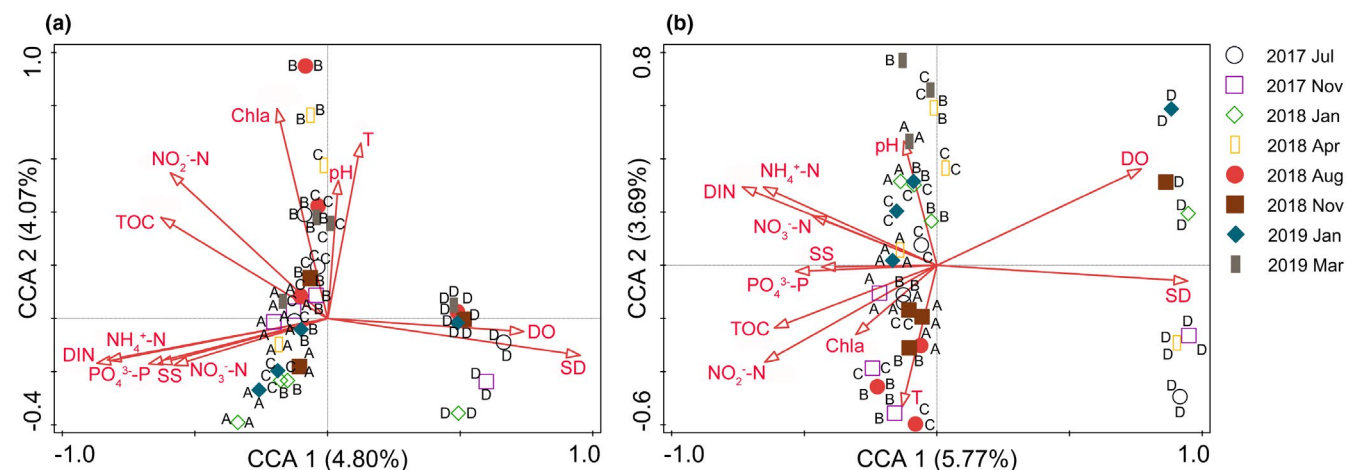 (a)
1.0
CCA 2 (4.07%)
-0.4
-1.0
CCA 1 (4.80%)
1.0
Chla
T
NO₂⁻-N
pH
TOC
NH₄⁺-N
DIN
PO₄³⁻-P
SS
NO₃⁻-N
DO
SD
B B
B B
C
B C C
B B B C
C
C C
B B
A A A A B
A A B
A A
C C B B
A A
D D D D
D D D D
D
D
D
D D
(b)
0.8
CCA 2 (3.69%)
-0.6
-1.0
CCA 1 (5.77%)
1.0
pH
DO
NH₄⁺-N
DIN
NO₃⁻-N
SS
PO₄³⁻-P
SD
TOC
Chla
NO₂⁻-N
T
B
C
C
B
B
A A
C C
A B B
A
B
C
C
C
C
A A
A A
B B
A A
C C
A
C C
B B
B B
C C
D
D
D
D
D
D D
D D
D
D
2017 Jul
2017 Nov
2018 Jan
2018 Apr
2018 Aug
2018 Nov
2019 Jan
2019 Mar